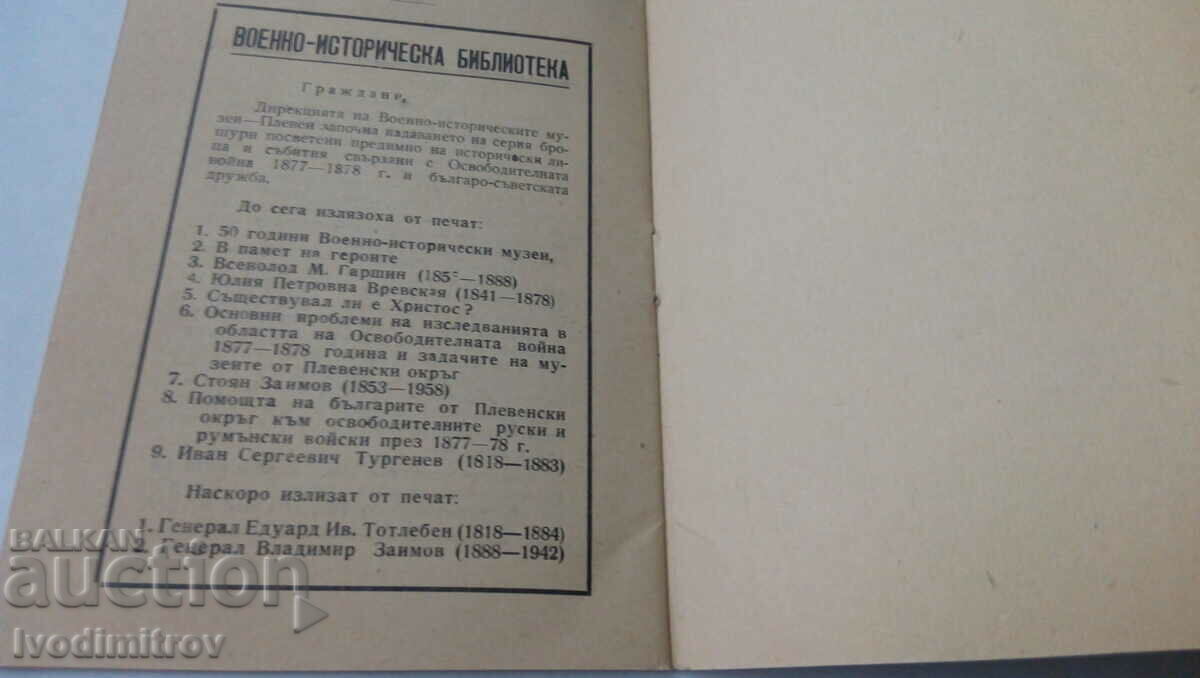 ВОЕННО-ИСТОРИЧЕСКА БИБЛИОТЕКА
Граждани,
Дирекцията на Военно-историческите му-
зеи—Плевен започна издаването на серия бро-
шури посветени предимно на исторически ли-
ца и събития свързани с Освободителната
война 1877—1878 г. и българо-съветската
дружба.
До сега излязоха от печат:
1. 50 години Военно-исторически музеи,
2. В памет на героите
3. Всеволод М. Гаршин (185 —1888)
4. Юлия Петровна Вревская (1841—1878)
5. Съществувал ли е Христос?
6. Основни проблеми на изследванията в
областта на Освободителната война
1877—1878 година и задачите на му-
зеите от Плевенски окръг
7. Стоян Заимов (1853—1958)
8. Помощта на българите от Плевенски
окръг към освободителните руски и
румънски войски през 1877—78 г.
9. Иван Сергеевич Тургенев (1818—1883)
Наскоро излизат от печат:
1. Генерал Едуард Ив. Тотлебен (1818—1884)
2. Генерал Владимир Заимов (1888—1942)
BALKAN
auction
Ivodimitrov